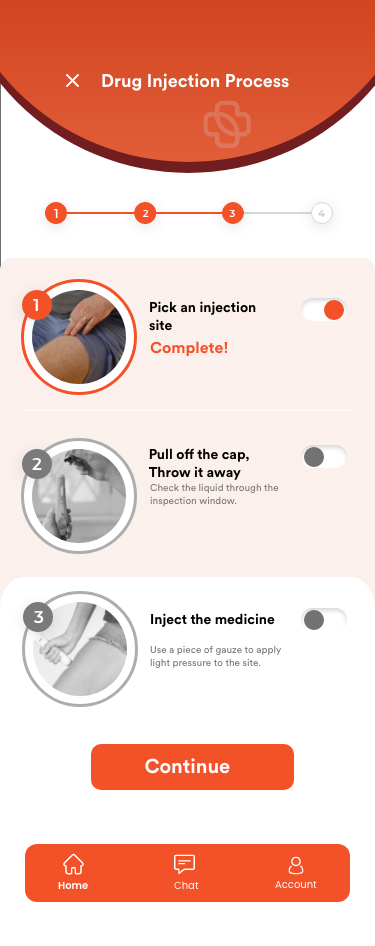 Drug Injection Process
1
2
3
4
1
Pick an injection
site
Complete!
2
Pull off the cap,
Throw it away
Check the liquid through the
inspection window.
3
Inject the medicine
Use a piece of gauze to apply
light pressure to the site.
Continue
Home
Chat
Account